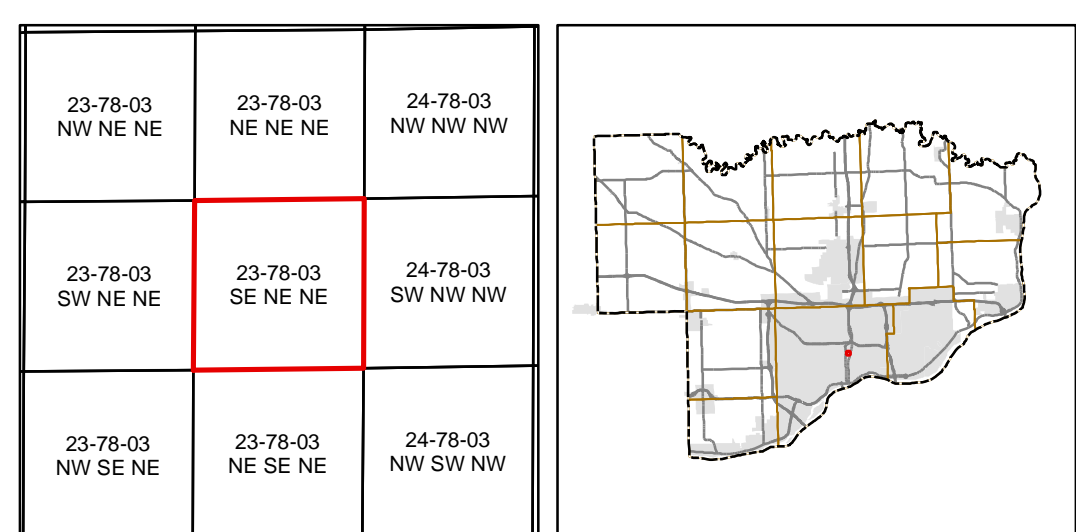 23-78-03
NW NE NE
23-78-03
NE NE NE
24-78-03
NW NW NW
23-78-03
SW NE NE
23-78-03
SE NE NE
24-78-03
SW NW NW
23-78-03
NW SE NE
23-78-03
NE SE NE
24-78-03
NW SW NW